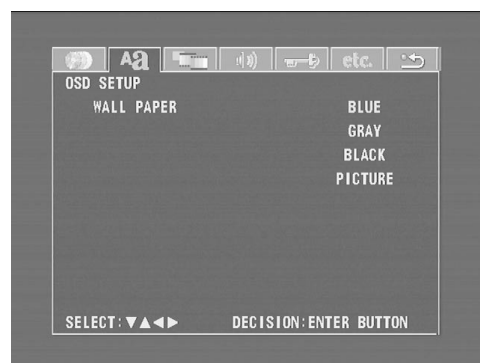 Aa etc.
OSD SETUP
WALL PAPER BLUE
GRAY
BLACK
PICTURE
SELECT:▼▲◀▶ DECISION:ENTER BUTTON